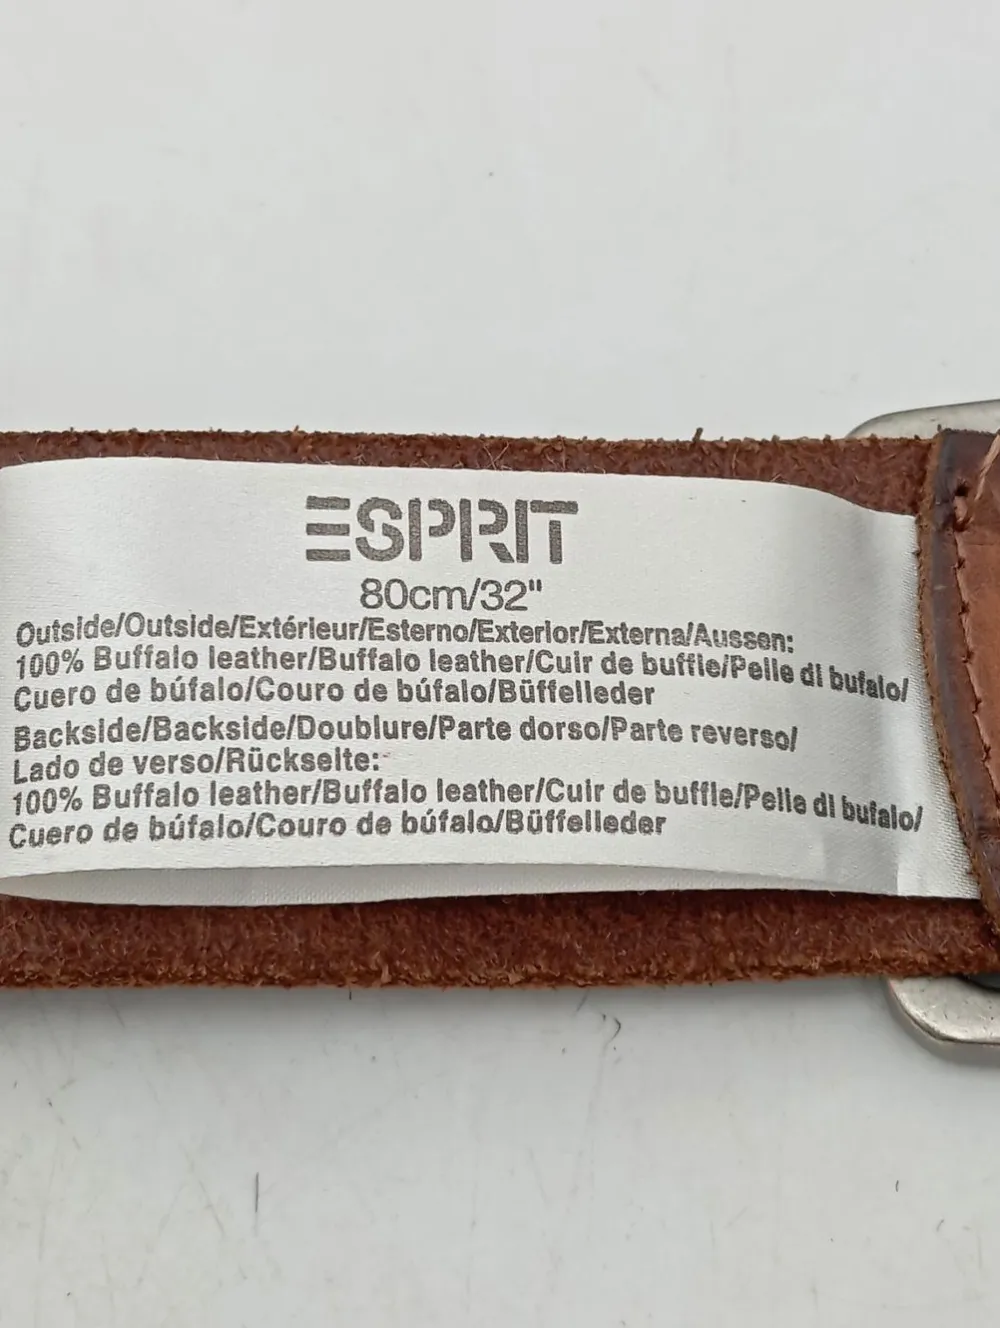 ESPRIT
80cm/32"
Outside/Outside/Extérieur/Esterno/Exterior/Externa/Aussen:
100% Buffalo leather/Buffalo leather/Cuir de buffle/Pelle di bufalo/
Cuero de búfalo/Couro de búfalo/Büffelleder
Backside/Backside/Doublure/Parte dorso/Parte reverso/
Lado de verso/Rückseite:
100% Buffalo leather/Buffalo leather/Cuir de buffle/Pelle di bufalo/
Cuero de búfalo/Couro de búfalo/Büffelleder